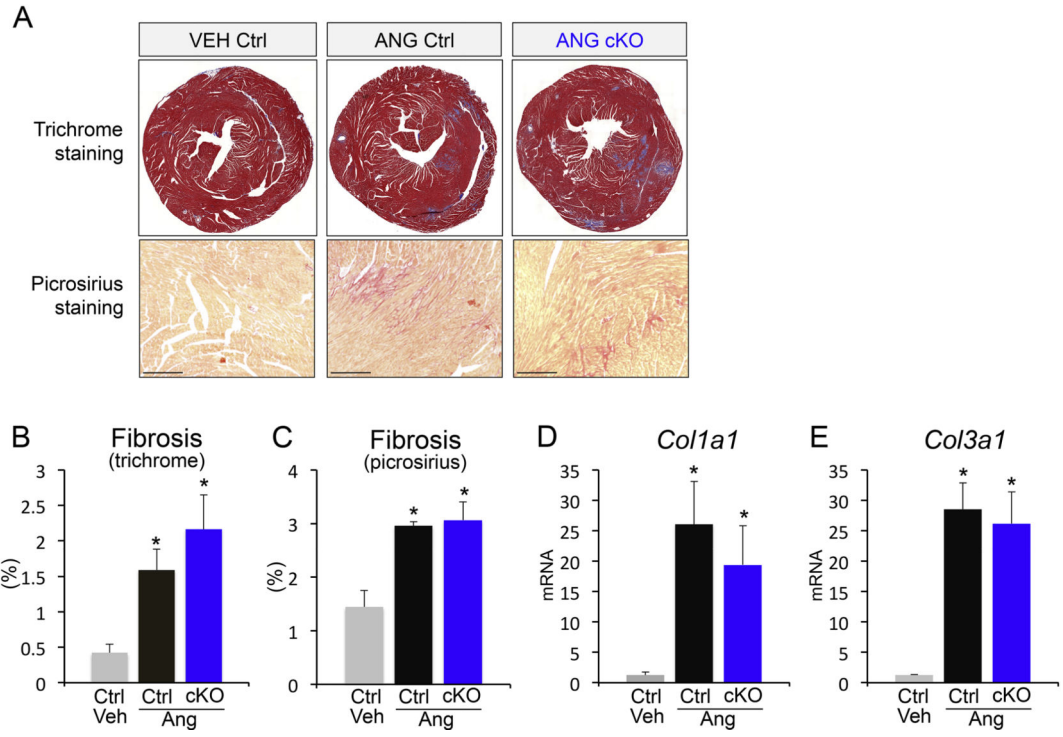 A
VEH Ctrl
ANG Ctrl
ANG cKO
Trichrome
staining
Picrosirius
staining
B
Fibrosis
(trichrome)
(%)
3
2.5
2
1.5
1
0.5
0
*
*
Ctrl
Veh
Ctrl
cKO
Ang
C
Fibrosis
(picrosirius)
(%)
4
3
2
1
0
*
*
Ctrl
Veh
Ctrl
cKO
Ang
D
Col1a1
mRNA
35
30
25
20
15
10
5
0
*
*
Ctrl
Veh
Ctrl
cKO
Ang
E
Col3a1
mRNA
35
30
25
20
15
10
5
0
*
*
Ctrl
Veh
Ctrl
cKO
Ang